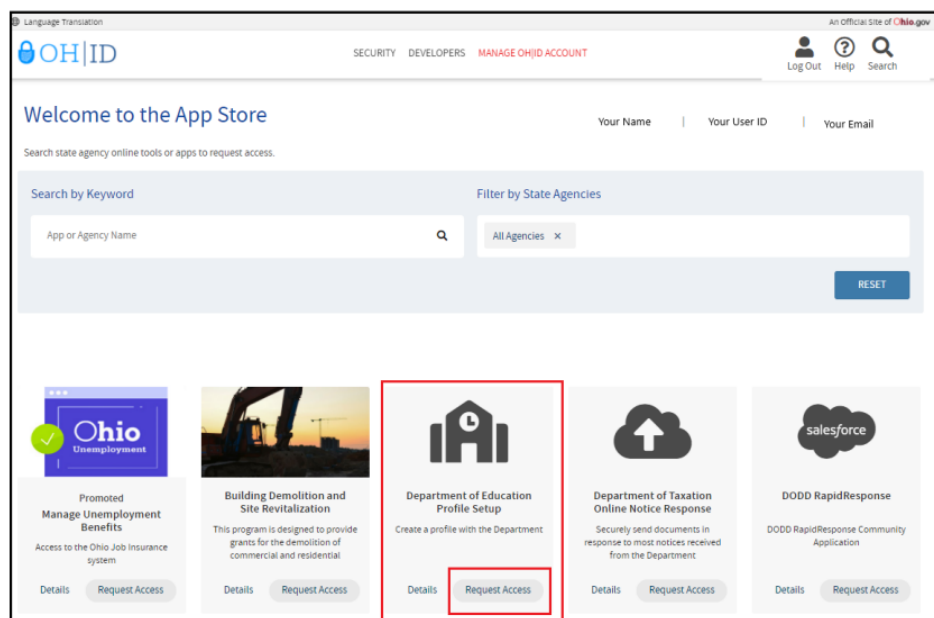 Language Translation
An Official Site of Ohio.gov
OH|ID
SECURITY DEVELOPERS MANAGE OH|ID ACCOUNT
Log Out Help Search
Welcome to the App Store
Your Name | Your User ID | Your Email
Search state agency online tools or apps to request access.
Search by Keyword
Filter by State Agencies
App or Agency Name
All Agencies ×
RESET
Ohio
Unemployment
Promoted
Manage Unemployment
Benefits
Access to the Ohio Job Insurance
system
Details Request Access
Building Demolition and
Site Revitalization
This program is designed to provide
grants for the demolition of
commercial and residential
Details Request Access
Department of Education
Profile Setup
Create a profile with the Department
Details Request Access
Department of Taxation
Online Notice Response
Securely send documents in
response to most notices received
from the Department
Details Request Access
salesforce
DODD RapidResponse
DODD RapidResponse Community
Application
Details Request Access